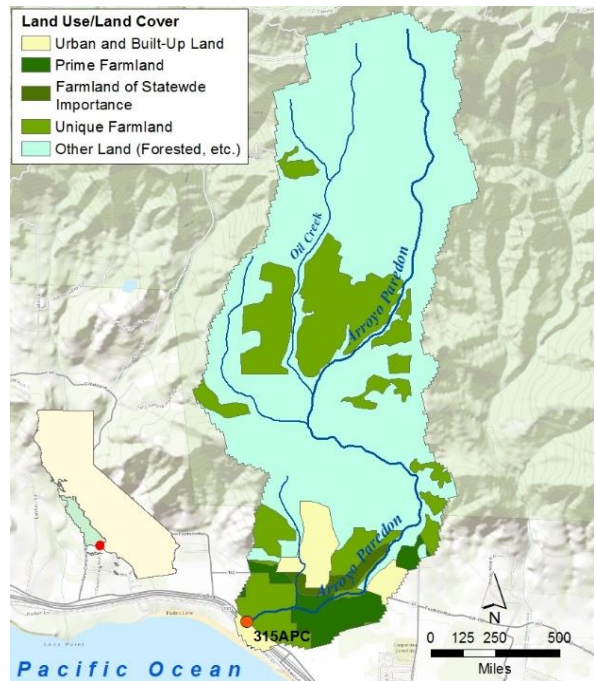 Land Use/Land Cover
Urban and Built-Up Land
Prime Farmland
Farmland of Statewde
Importance
Unique Farmland
Other Land (Forested, etc.)
Oil Creek
Arroyo Paredon
Arroyo Paredon
315APC
N
0 125 250 500
Miles
Pacific Ocean